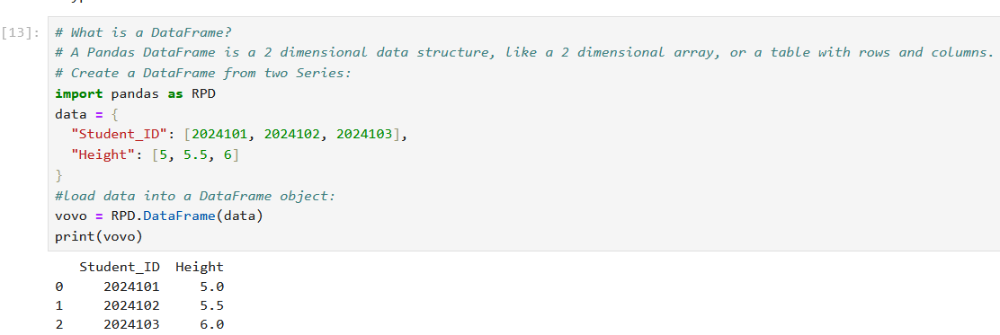 [13]: # What is a DataFrame?
# A Pandas DataFrame is a 2 dimensional data structure, like a 2 dimensional array, or a table with rows and columns.
# Create a DataFrame from two Series:
import pandas as RPD
data = {
  "Student_ID": [2024101, 2024102, 2024103],
  "Height": [5, 5.5, 6]
}
#load data into a DataFrame object:
vovo = RPD.DataFrame(data)
print(vovo)
   Student_ID  Height
0     2024101     5.0
1     2024102     5.5
2     2024103     6.0